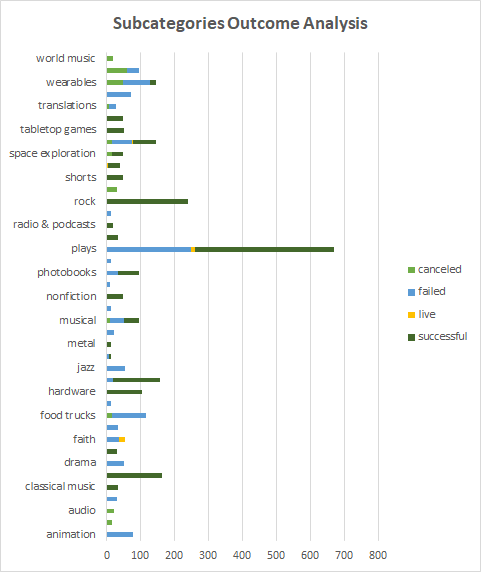 Subcategories Outcome Analysis
world music
wearables
translations
tabletop games
space exploration
shorts
rock
radio & podcasts
plays
photobooks
nonfiction
musical
metal
jazz
hardware
food trucks
faith
drama
classical music
audio
animation
canceled
failed
live
successful
0 100 200 300 400 500 600 700 800